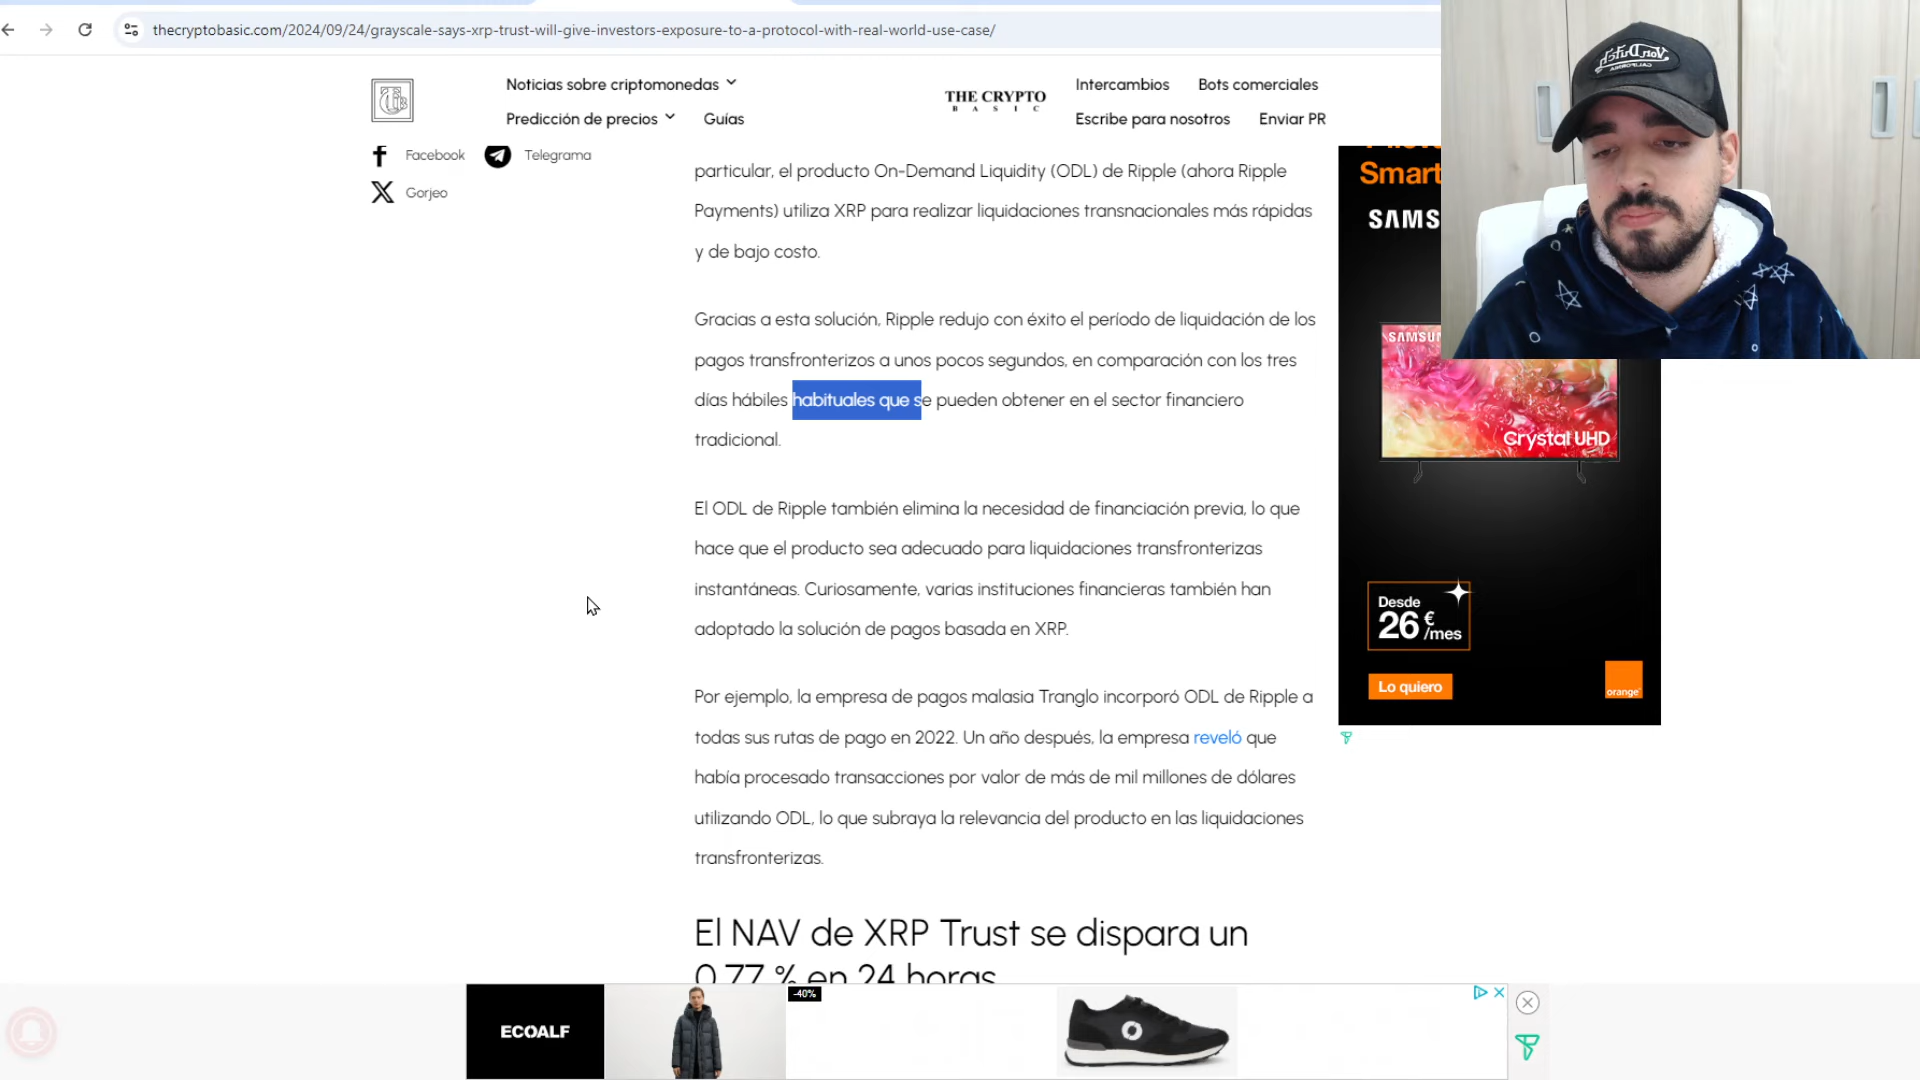 thecryptobasic.com/2024/09/24/grayscale-says-xrp-trust-will-give-investors-exposure-to-a-protocol-with-real-world-use-case/
Noticias sobre criptomonedas
Predicción de precios
Guías
THE CRYPTO
BASIC
Intercambios
Bots comerciales
Escribe para nosotros
Enviar PR
Facebook
Telegrama
Gorjeo
particular, el producto On-Demand Liquidity (ODL) de Ripple (ahora Ripple
Payments) utiliza XRP para realizar liquidaciones transnacionales más rápidas
y de bajo costo.
Gracias a esta solución, Ripple redujo con éxito el período de liquidación de los
pagos transfronterizos a unos pocos segundos, en comparación con los tres
días hábiles habituales que se pueden obtener en el sector financiero
tradicional.
El ODL de Ripple también elimina la necesidad de financiación previa, lo que
hace que el producto sea adecuado para liquidaciones transfronterizas
instantáneas. Curiosamente, varias instituciones financieras también han
adoptado la solución de pagos basada en XRP.
Por ejemplo, la empresa de pagos malasia Tranglo incorporó ODL de Ripple a
todas sus rutas de pago en 2022. Un año después, la empresa reveló que
había procesado transacciones por valor de más de mil millones de dólares
utilizando ODL, lo que subraya la relevancia del producto en las liquidaciones
transfronterizas.
El NAV de XRP Trust se dispara un
0,77 % en 24 horas
Smart
SAMS
SAMSU
Crystal UHD
Desde
26 €/mes
Lo quiero
orange
Von Dutch
CALIFORNIA
ECOALF
-40%